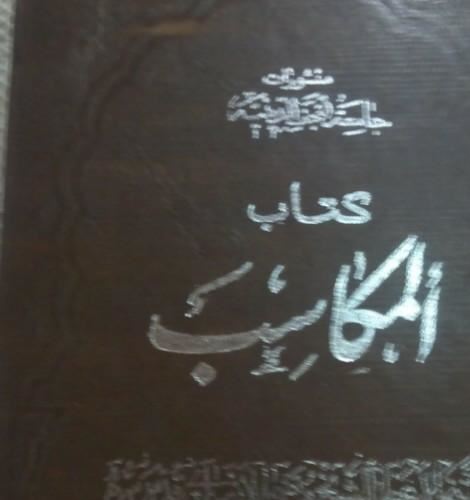 منشورات
جامعة النجف الدينية
كتاب
المكاسب